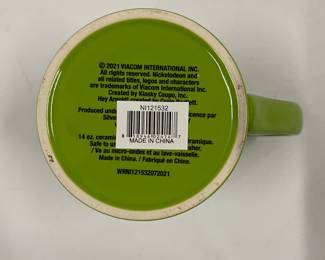 © 2021 VIACOM INTERNATIONAL INC.
All rights reserved. Nickelodeon and
all related titles, logos and characters
are trademarks of Viacom International Inc.
Created by Klasky Csupo, Inc.
Hey
Produced under
Silver
NI121532
MADE IN CHINA
14 oz. ceramic
Safe to
/ Va au micro-ondes et au lave-vaisselle.
Made in China. / Fabriqué en Chine.
WRNI121532072021